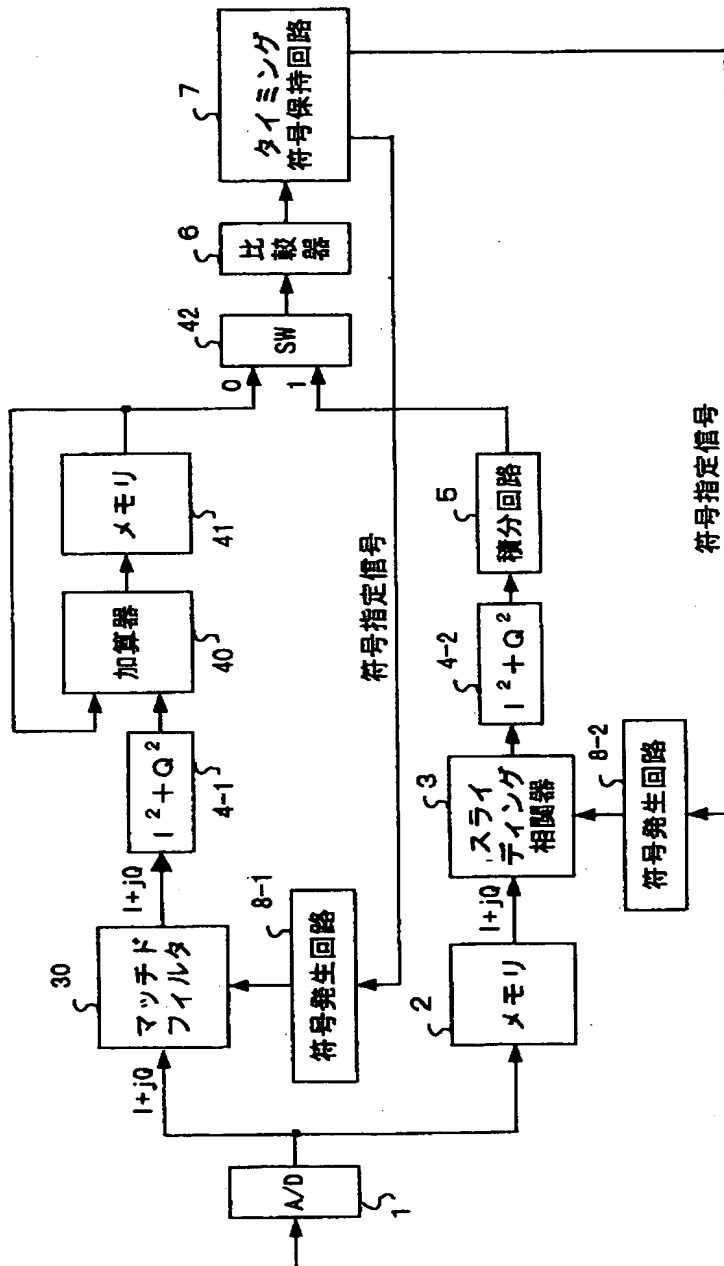 A/D
1
I+jQ
30
マッチド
フィルタ
I+jQ
8-1
符号発生回路
I²+Q²
4-1
加算器
40
メモリ
41
0
1
42
SW
6
比較器
7
タイミング
符号保持回路
符号指定信号
2
メモリ
I+jQ
3
スライ
ディング
相関器
8-2
符号発生回路
4-2
I²+Q²
5
積分回路
符号指定信号